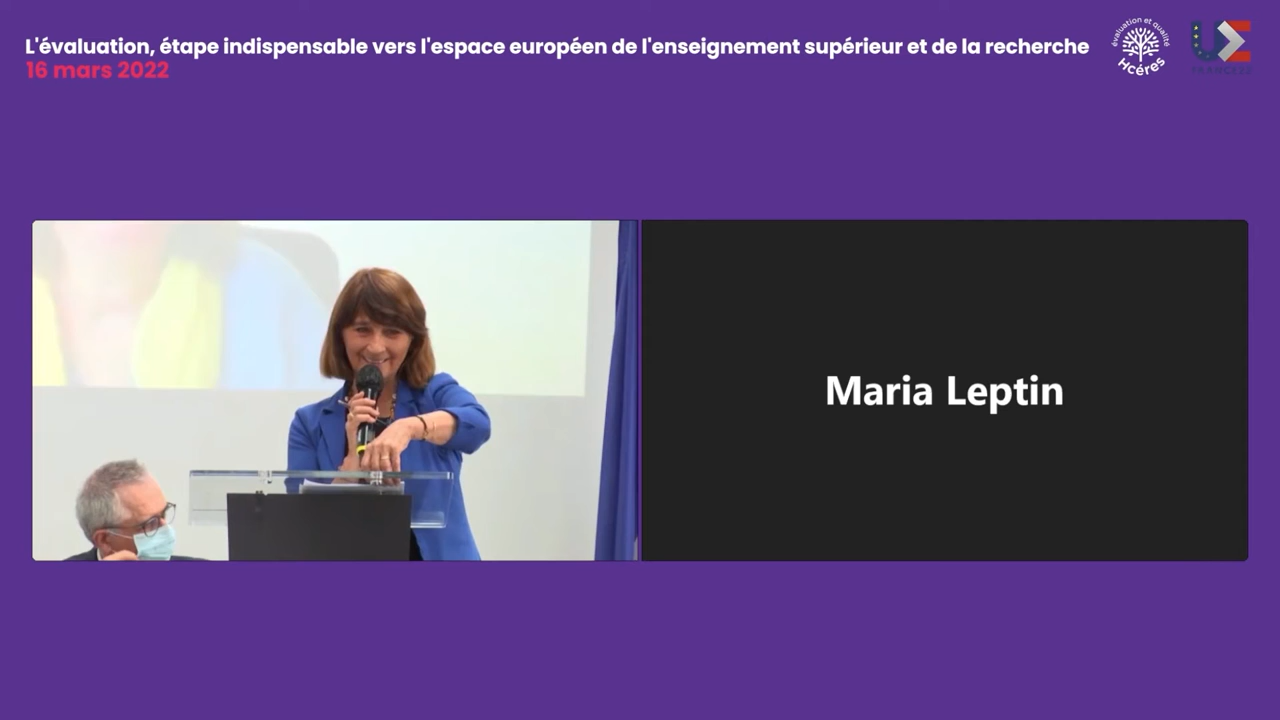 L'évaluation, étape indispensable vers l'espace européen de l'enseignement supérieur et de la recherche
16 mars 2022
évaluation et qualité
Hcéres
UE
Maria Leptin